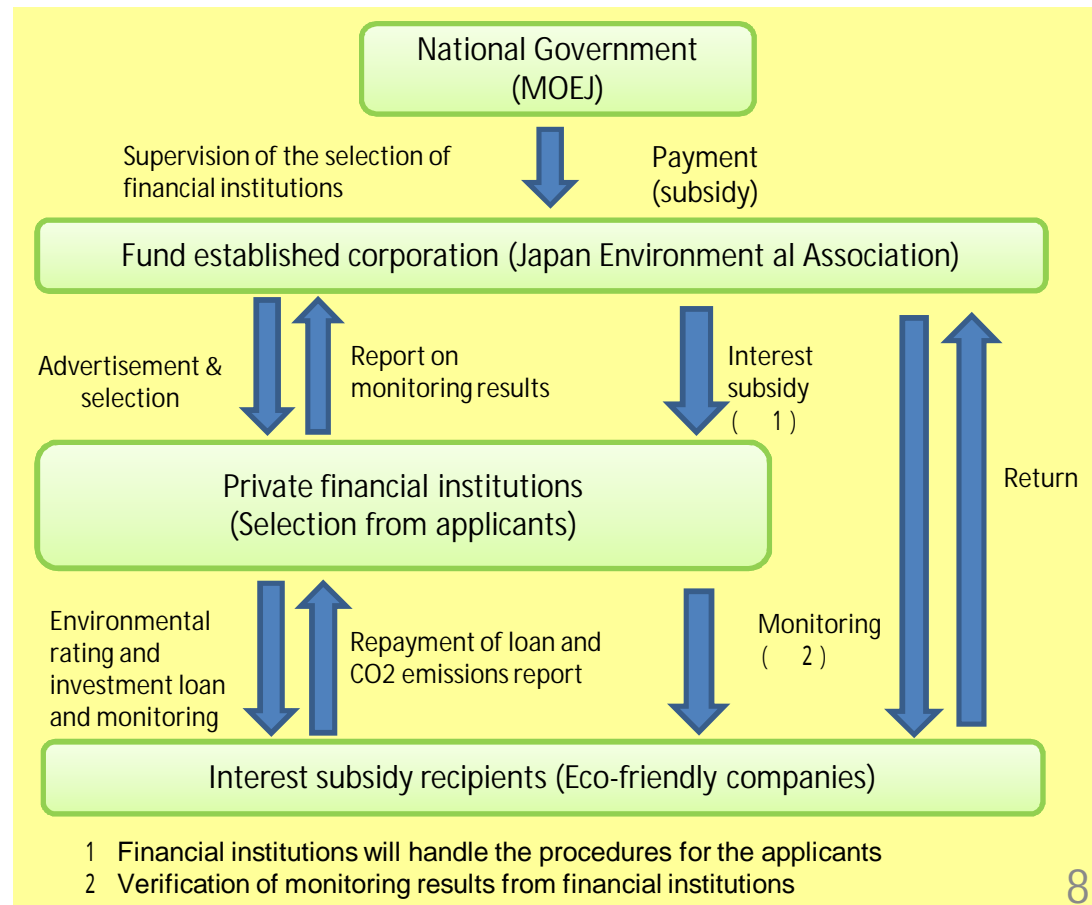 National Government
(MOEJ)
Supervision of the selection of
financial institutions
Payment
(subsidy)
Fund established corporation (Japan Environment al Association)
Advertisement &
selection
Report on
monitoring results
Interest
subsidy
( 1 )
Return
Private financial institutions
(Selection from applicants)
Environmental
rating and
investment loan
and monitoring
Repayment of loan and
CO2 emissions report
Monitoring
( 2 )
Interest subsidy recipients (Eco-friendly companies)
1 Financial institutions will handle the procedures for the applicants
2 Verification of monitoring results from financial institutions
8